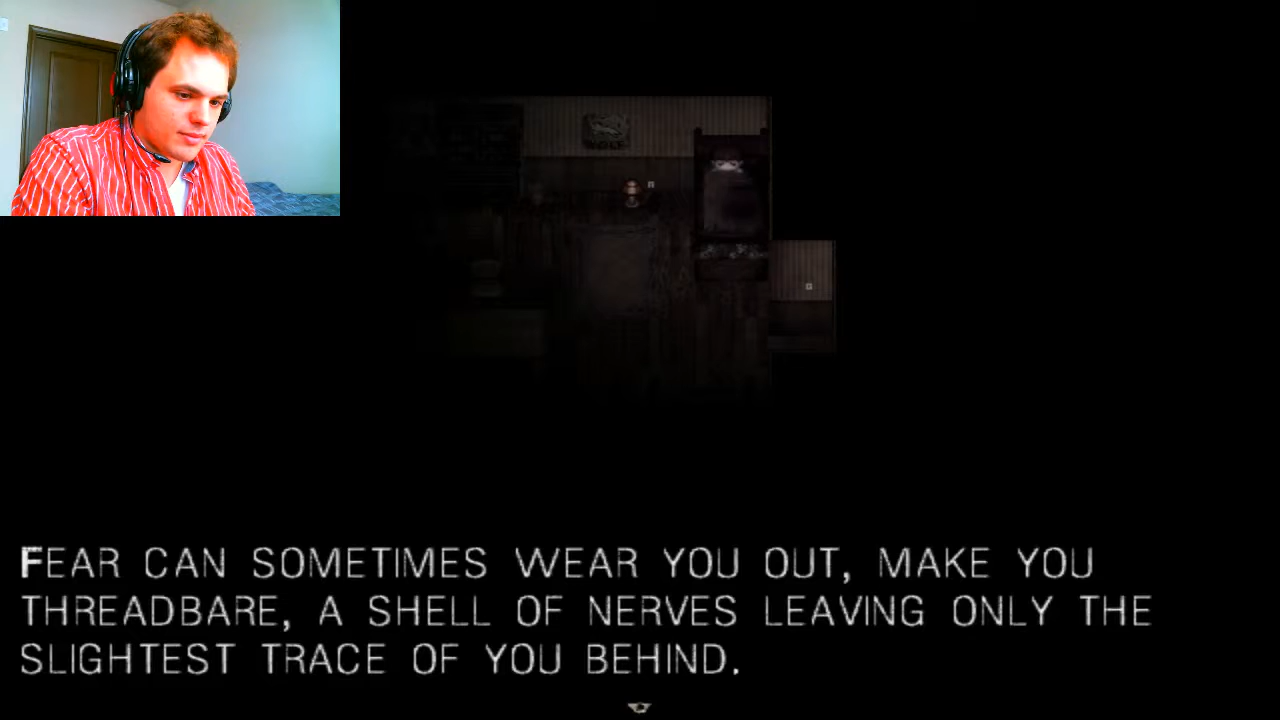 FEAR CAN SOMETIMES WEAR YOU OUT, MAKE YOU
THREADBARE, A SHELL OF NERVES LEAVING ONLY THE
SLIGHTEST TRACE OF YOU BEHIND.